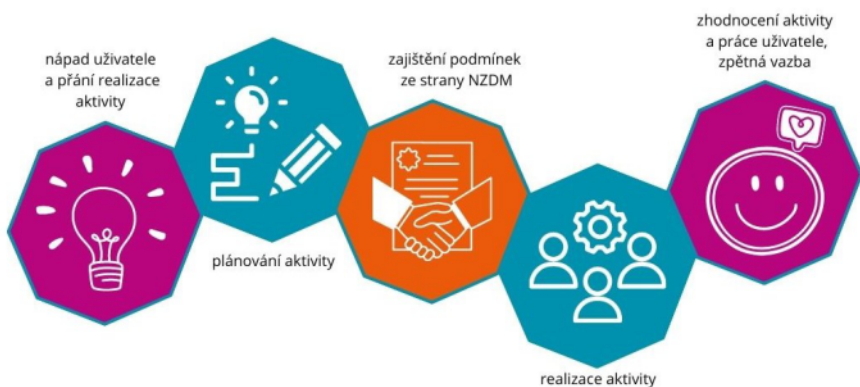 nápad uživatele
a přání realizace
aktivity
plánování aktivity
zajištění podmínek
ze strany NZDM
realizace aktivity
zhodnocení aktivity
a práce uživatele,
zpětná vazba